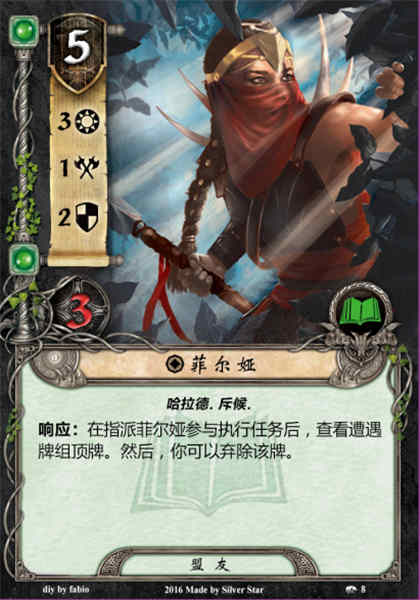 5
3
1
2
3
菲尔娅
哈拉德. 斥候.
响应：在指派菲尔娅参与执行任务后，查看遭遇
牌组顶牌。然后，你可以弃除该牌。
盟友
diy by fabio 2016 Made by Silver Star 8